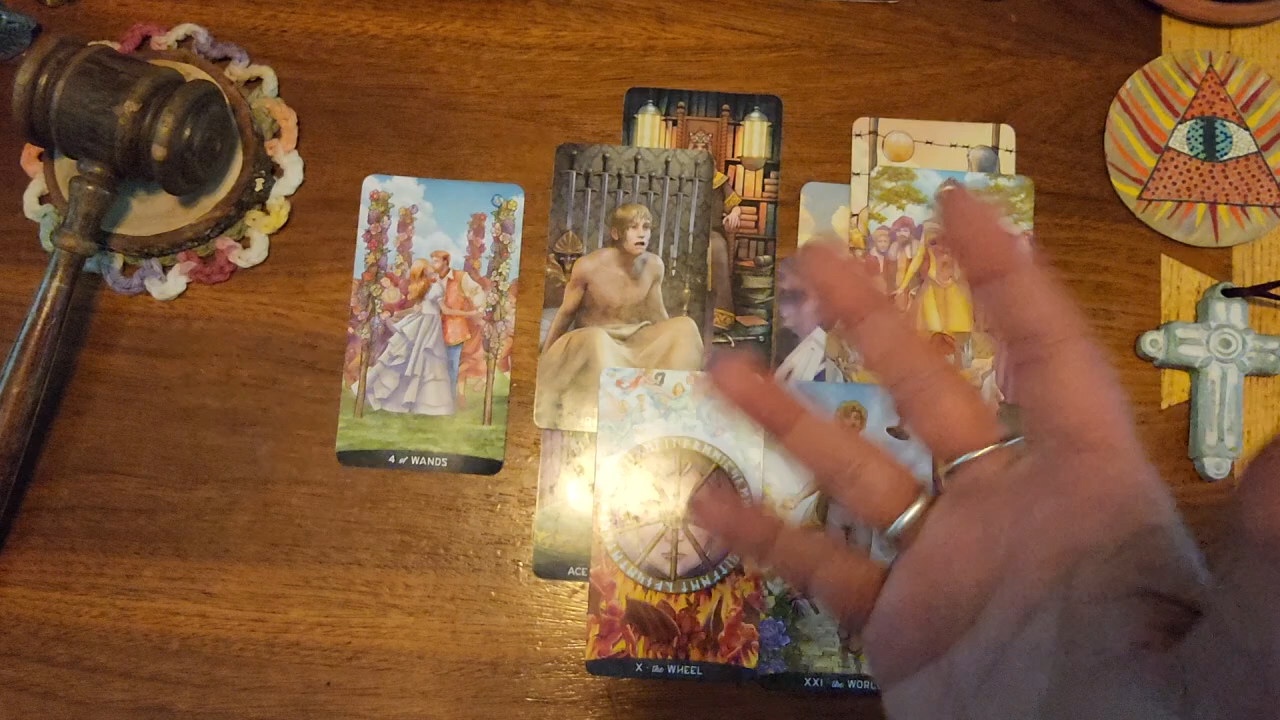 4 of WANDS
ACE
X · the WHEEL
XXI · the WORLD